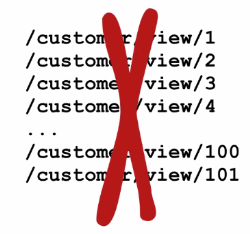 /customer/view/1
/customer/view/2
/customer/view/3
/customer/view/4
...
/customer/view/100
/customer/view/101